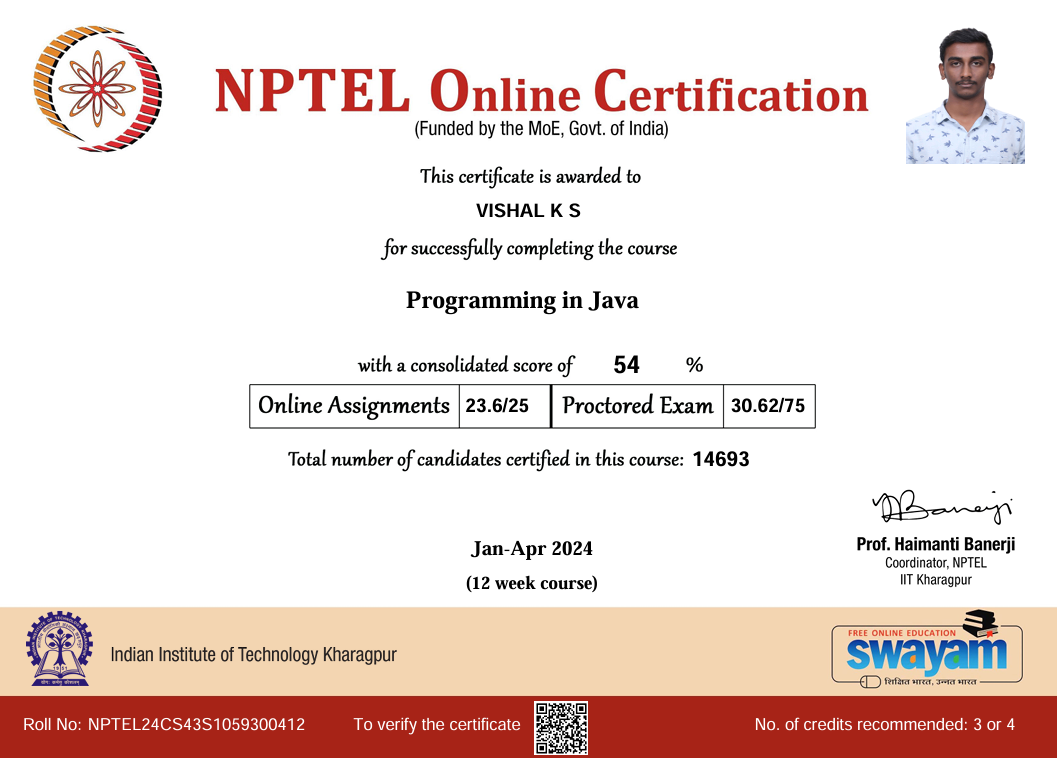 NPTEL Online Certification
(Funded by the MoE, Govt. of India)
This certificate is awarded to
VISHAL K S
for successfully completing the course
Programming in Java
with a consolidated score of 54 %
Online Assignments 23.6/25 Proctored Exam 30.62/75
Total number of candidates certified in this course: 14693
Jan-Apr 2024
(12 week course)
Prof. Haimanti Banerji
Coordinator, NPTEL
IIT Kharagpur
Indian Institute of Technology Kharagpur
FREE ONLINE EDUCATION
swayam
शिक्षित भारत, उन्नत भारत
Roll No: NPTEL24CS43S1059300412 To verify the certificate No. of credits recommended: 3 or 4